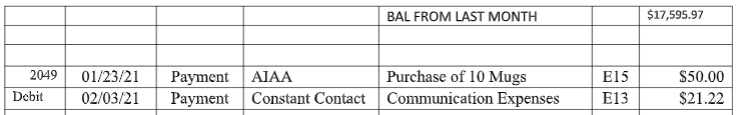 BAL FROM LAST MONTH $17,595.97
2049 01/23/21 Payment AIAA Purchase of 10 Mugs E15 $50.00
Debit 02/03/21 Payment Constant Contact Communication Expenses E13 $21.22